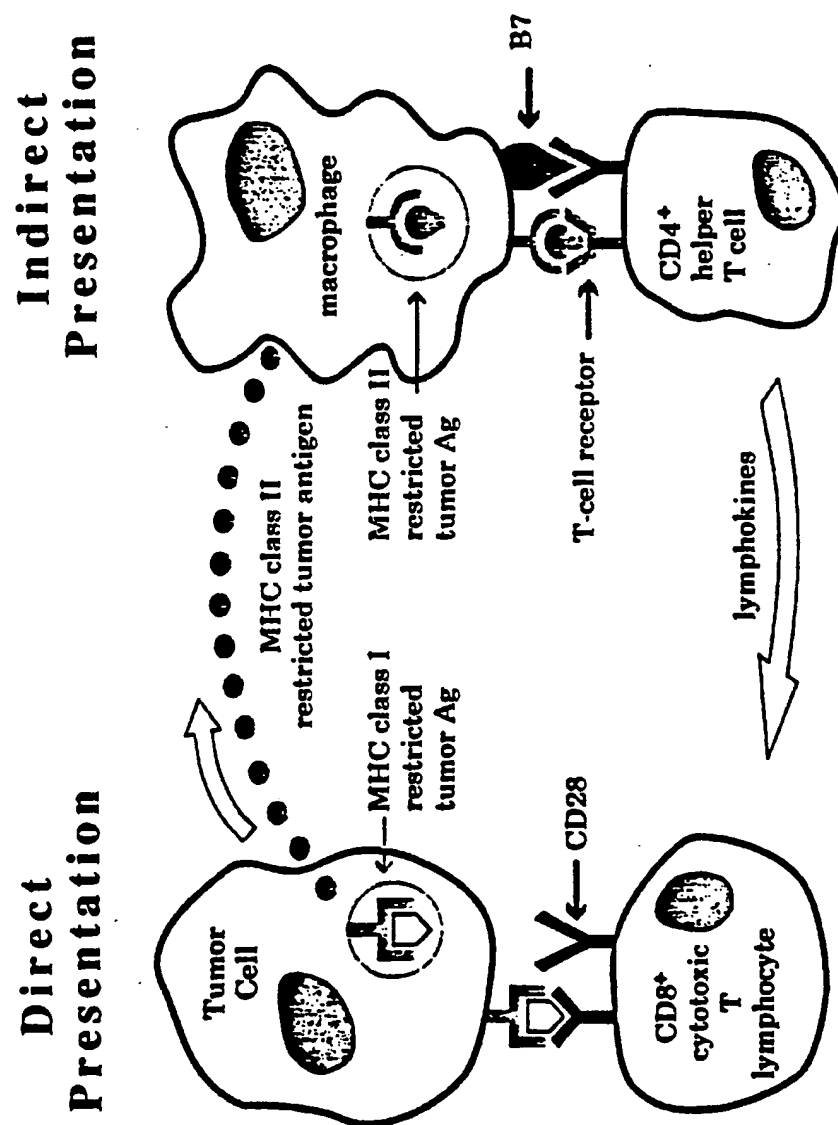 Direct
Presentation
Indirect
Presentation
Tumor
Cell
MHC class I
restricted
tumor Ag
MHC class II
restricted tumor antigen
macrophage
MHC class II
restricted
tumor Ag
B7
T-cell receptor
CD28
CD8+
cytotoxic
T
lymphocyte
CD4+
helper
T cell
lymphokines